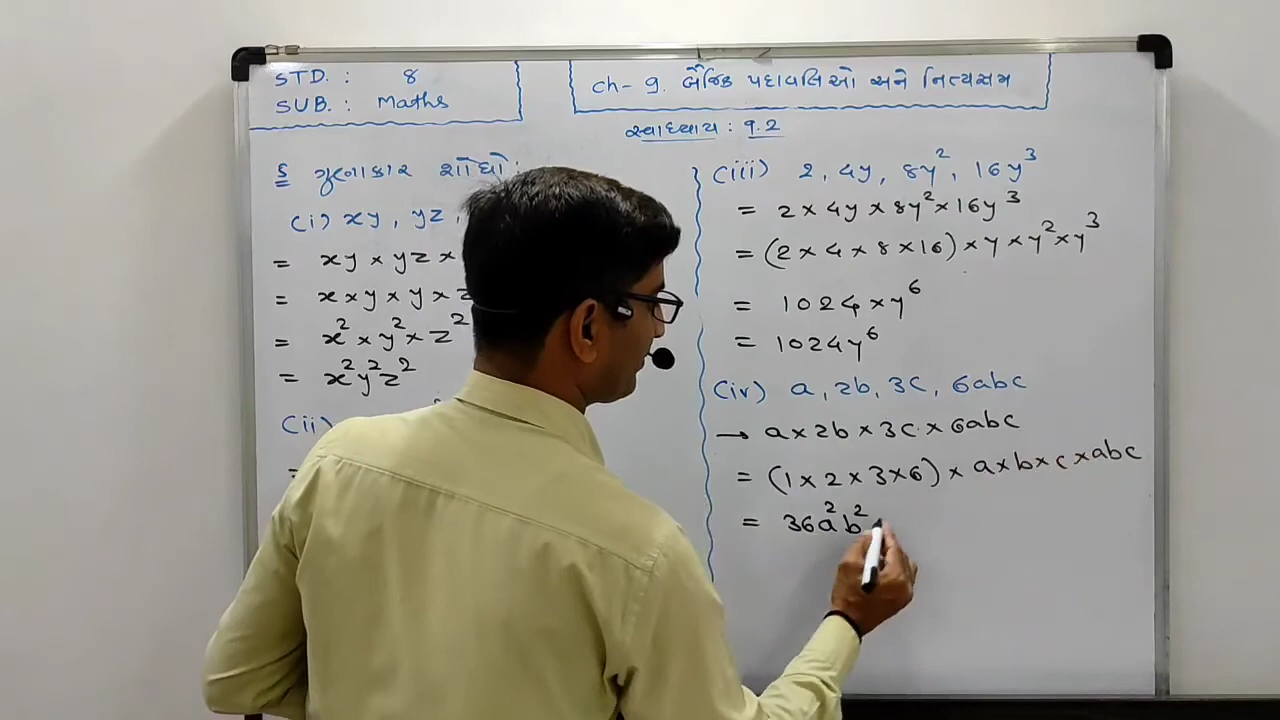 STD. : 8
SUB. : Maths
ch - 9. બૈજિક પદાવલિઓ અને નિત્યસમ
સ્વાધ્યાય : 9.2
5 ગુણાકાર શોધો :
(i) xy, yz,
= xy × yz ×
= x × y × y × z
= x² × y² × z²
= x²y²z²
(ii)
=
(iii) 2, 4y, 8y², 16y³
= 2 × 4y × 8y² × 16y³
= (2 × 4 × 8 × 16) × y × y² × y³
= 1024 × y⁶
= 1024y⁶
(iv) a, 2b, 3c, 6abc
→ a × 2b × 3c × 6abc
= (1 × 2 × 3 × 6) × a × b × c × abc
= 36a²b²